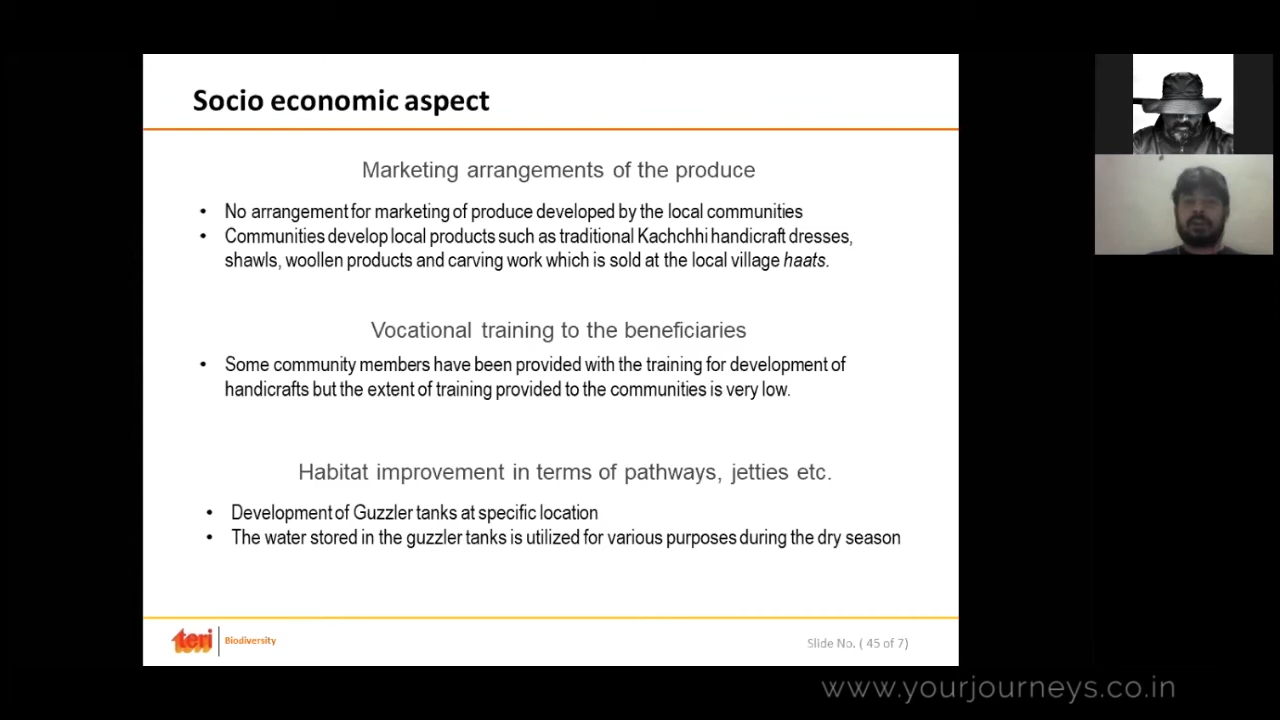 Socio economic aspect
Marketing arrangements of the produce
• No arrangement for marketing of produce developed by the local communities
• Communities develop local products such as traditional Kachchhi handicraft dresses,
shawls, woollen products and carving work which is sold at the local village haats.
Vocational training to the beneficiaries
• Some community members have been provided with the training for development of
handicrafts but the extent of training provided to the communities is very low.
Habitat improvement in terms of pathways, jetties etc.
• Development of Guzzler tanks at specific location
• The water stored in the guzzler tanks is utilized for various purposes during the dry season
teri Biodiversity
Slide No. ( 45 of 7)
www.yourjourneys.co.in